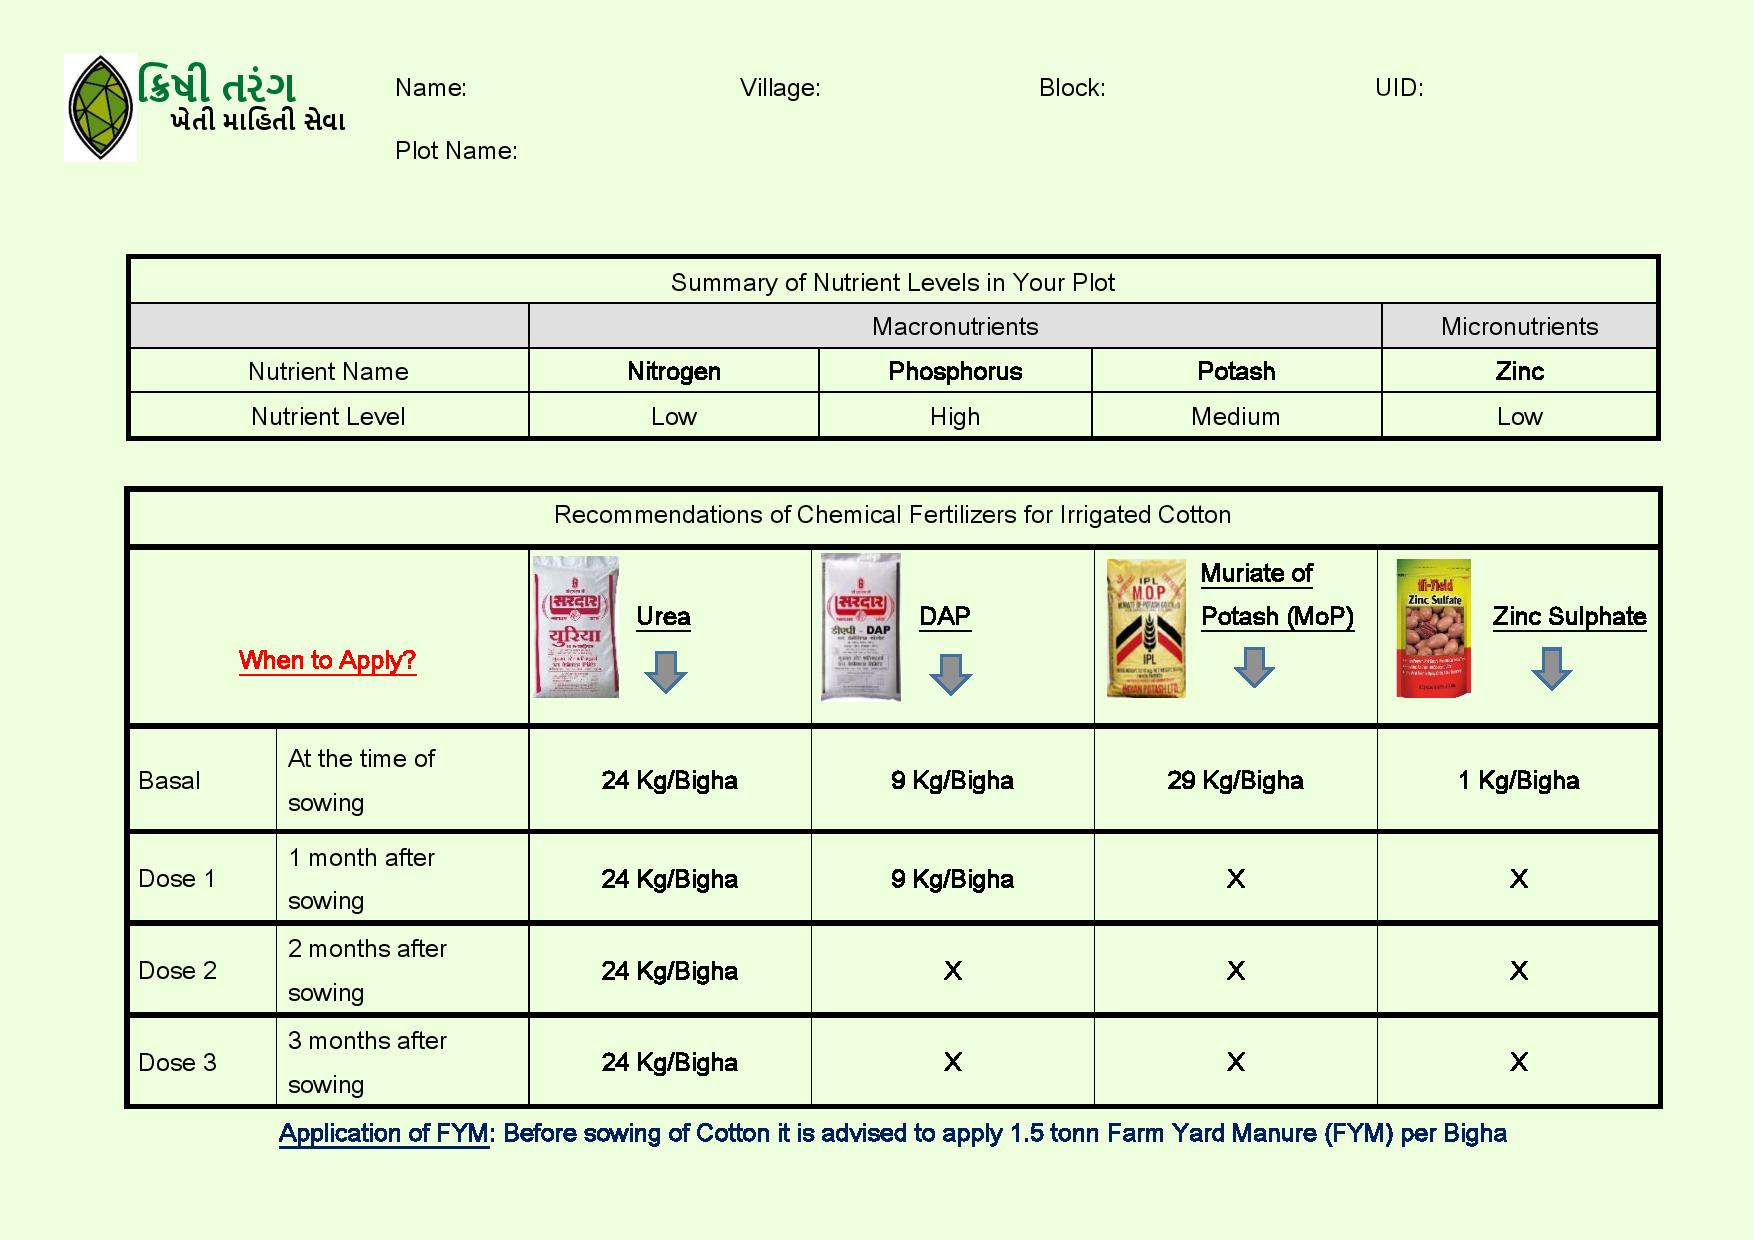 ક્રિષી તરંગ
ખેતી માહિતી સેવા
Name: Village: Block: UID:
Plot Name:
Summary of Nutrient Levels in Your Plot
Macronutrients Micronutrients
Nutrient Name Nitrogen Phosphorus Potash Zinc
Nutrient Level Low High Medium Low
Recommendations of Chemical Fertilizers for Irrigated Cotton
When to Apply?
सरदार
युरिया
Urea
सरदार
डीएपी - DAP
DAP
IPL
M.O.P
IPL
INDIAN POTASH LTD.
Muriate of
Potash (MoP)
Hi-Yield
Zinc Sulfate
Zinc Sulphate
Basal At the time of
sowing 24 Kg/Bigha 9 Kg/Bigha 29 Kg/Bigha 1 Kg/Bigha
Dose 1 1 month after
sowing 24 Kg/Bigha 9 Kg/Bigha X X
Dose 2 2 months after
sowing 24 Kg/Bigha X X X
Dose 3 3 months after
sowing 24 Kg/Bigha X X X
Application of FYM: Before sowing of Cotton it is advised to apply 1.5 tonn Farm Yard Manure (FYM) per Bigha